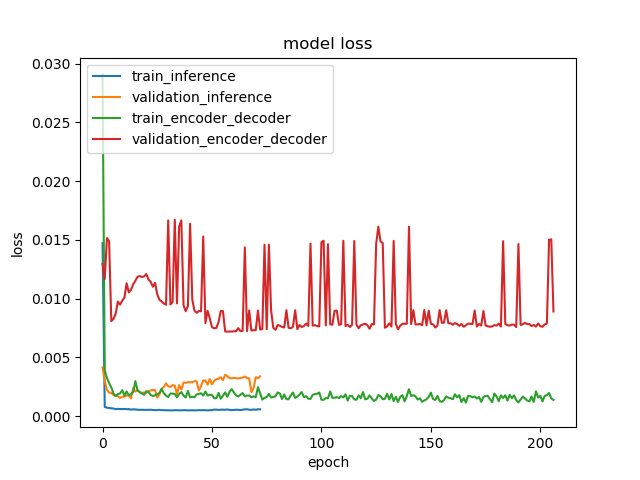 model loss
0.030
0.025
0.020
0.015
0.010
0.005
0.000
loss
train_inference
validation_inference
train_encoder_decoder
validation_encoder_decoder
0
50
100
150
200
epoch